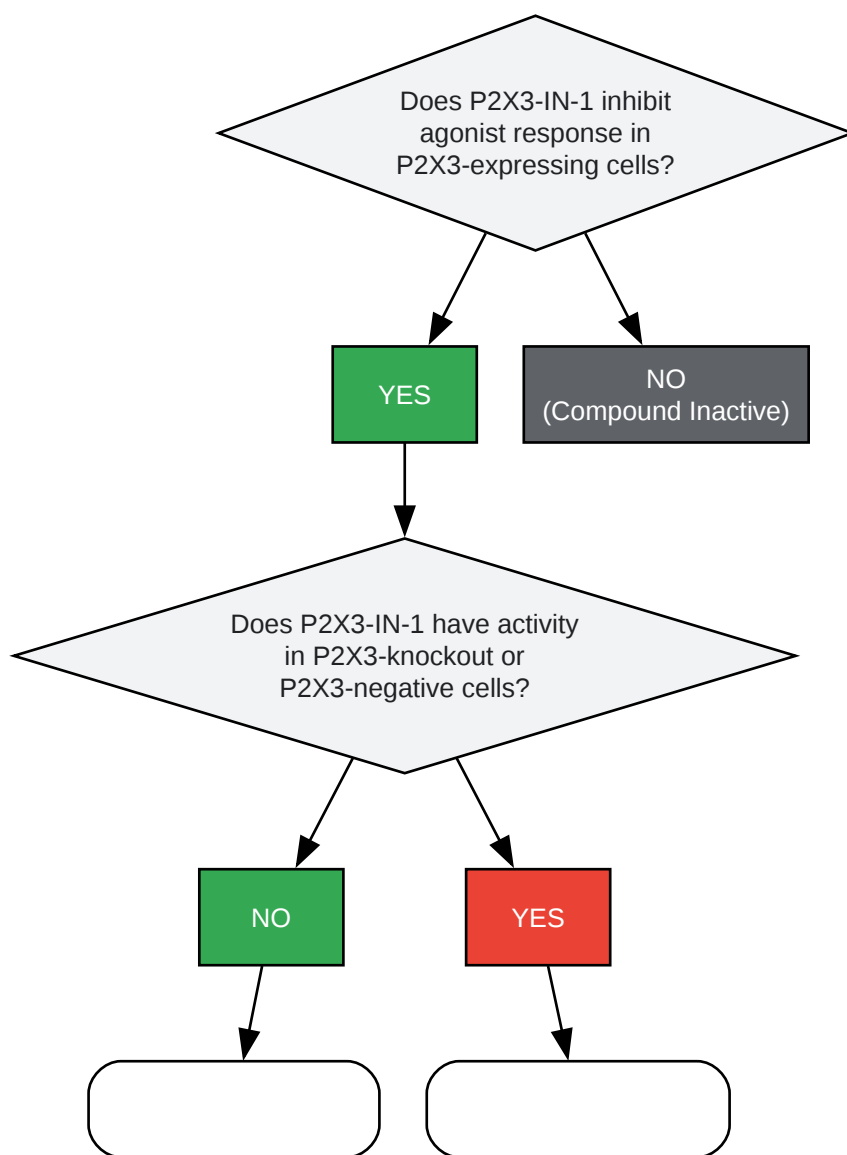 Does P2X3-IN-1 inhibit
agonist response in
P2X3-expressing cells?
YES
NO
(Compound Inactive)
Does P2X3-IN-1 have activity
in P2X3-knockout or
P2X3-negative cells?
NO
YES